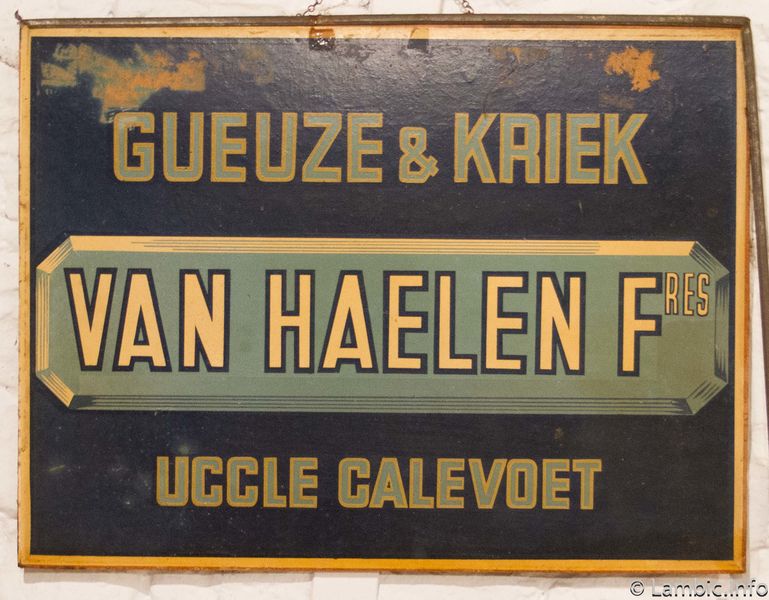 GUEUZE & KRIEK
VAN HAELEN FRES
UCCLE CALEVOET
© Lambic.info